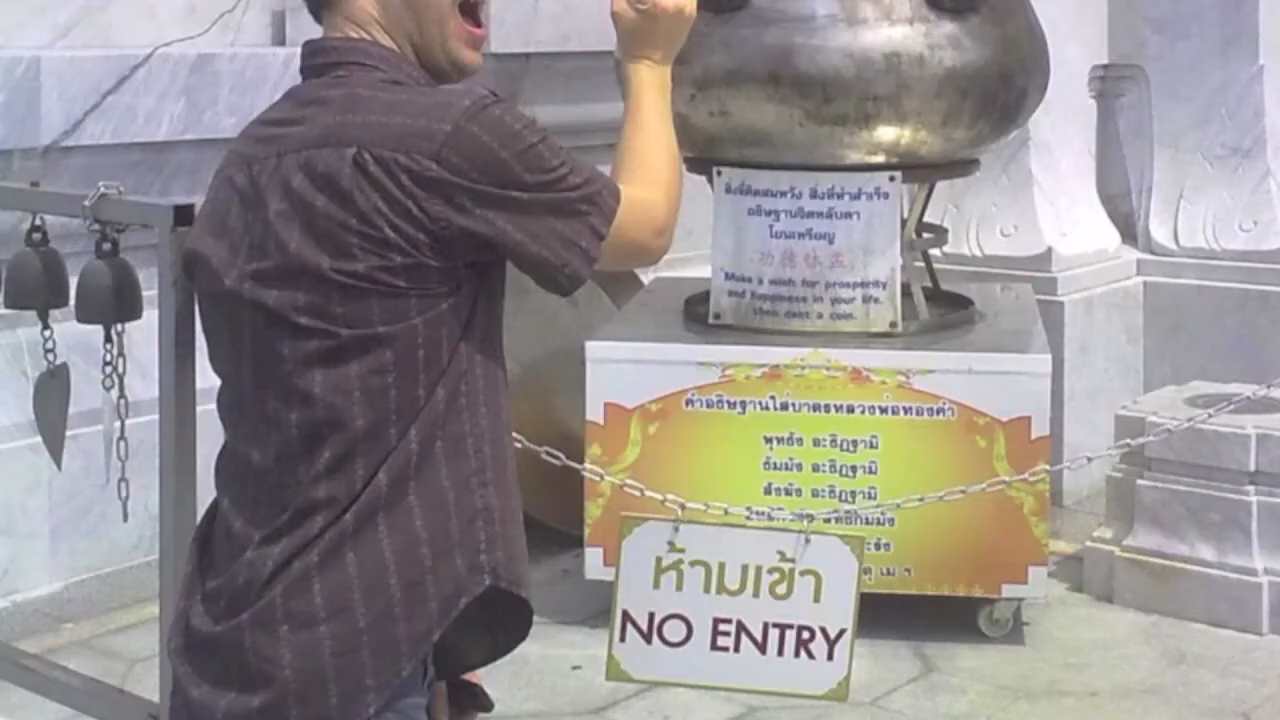 สิ่งที่คิดสมหวัง สิ่งที่ทำสำเร็จ
อธิษฐานจิตหลับตา
โยนเหรียญ
功德
Make a wish for prosperity
and happiness in your life.
then cast a coin.
คำอธิษฐานใส่บาตรหลวงพ่อทองคำ
พุทธัง อะธิฏฐามิ
ธัมมัง อะธิฏฐามิ
สังฆัง อะธิฏฐามิ
ห้ามเข้า
NO ENTRY